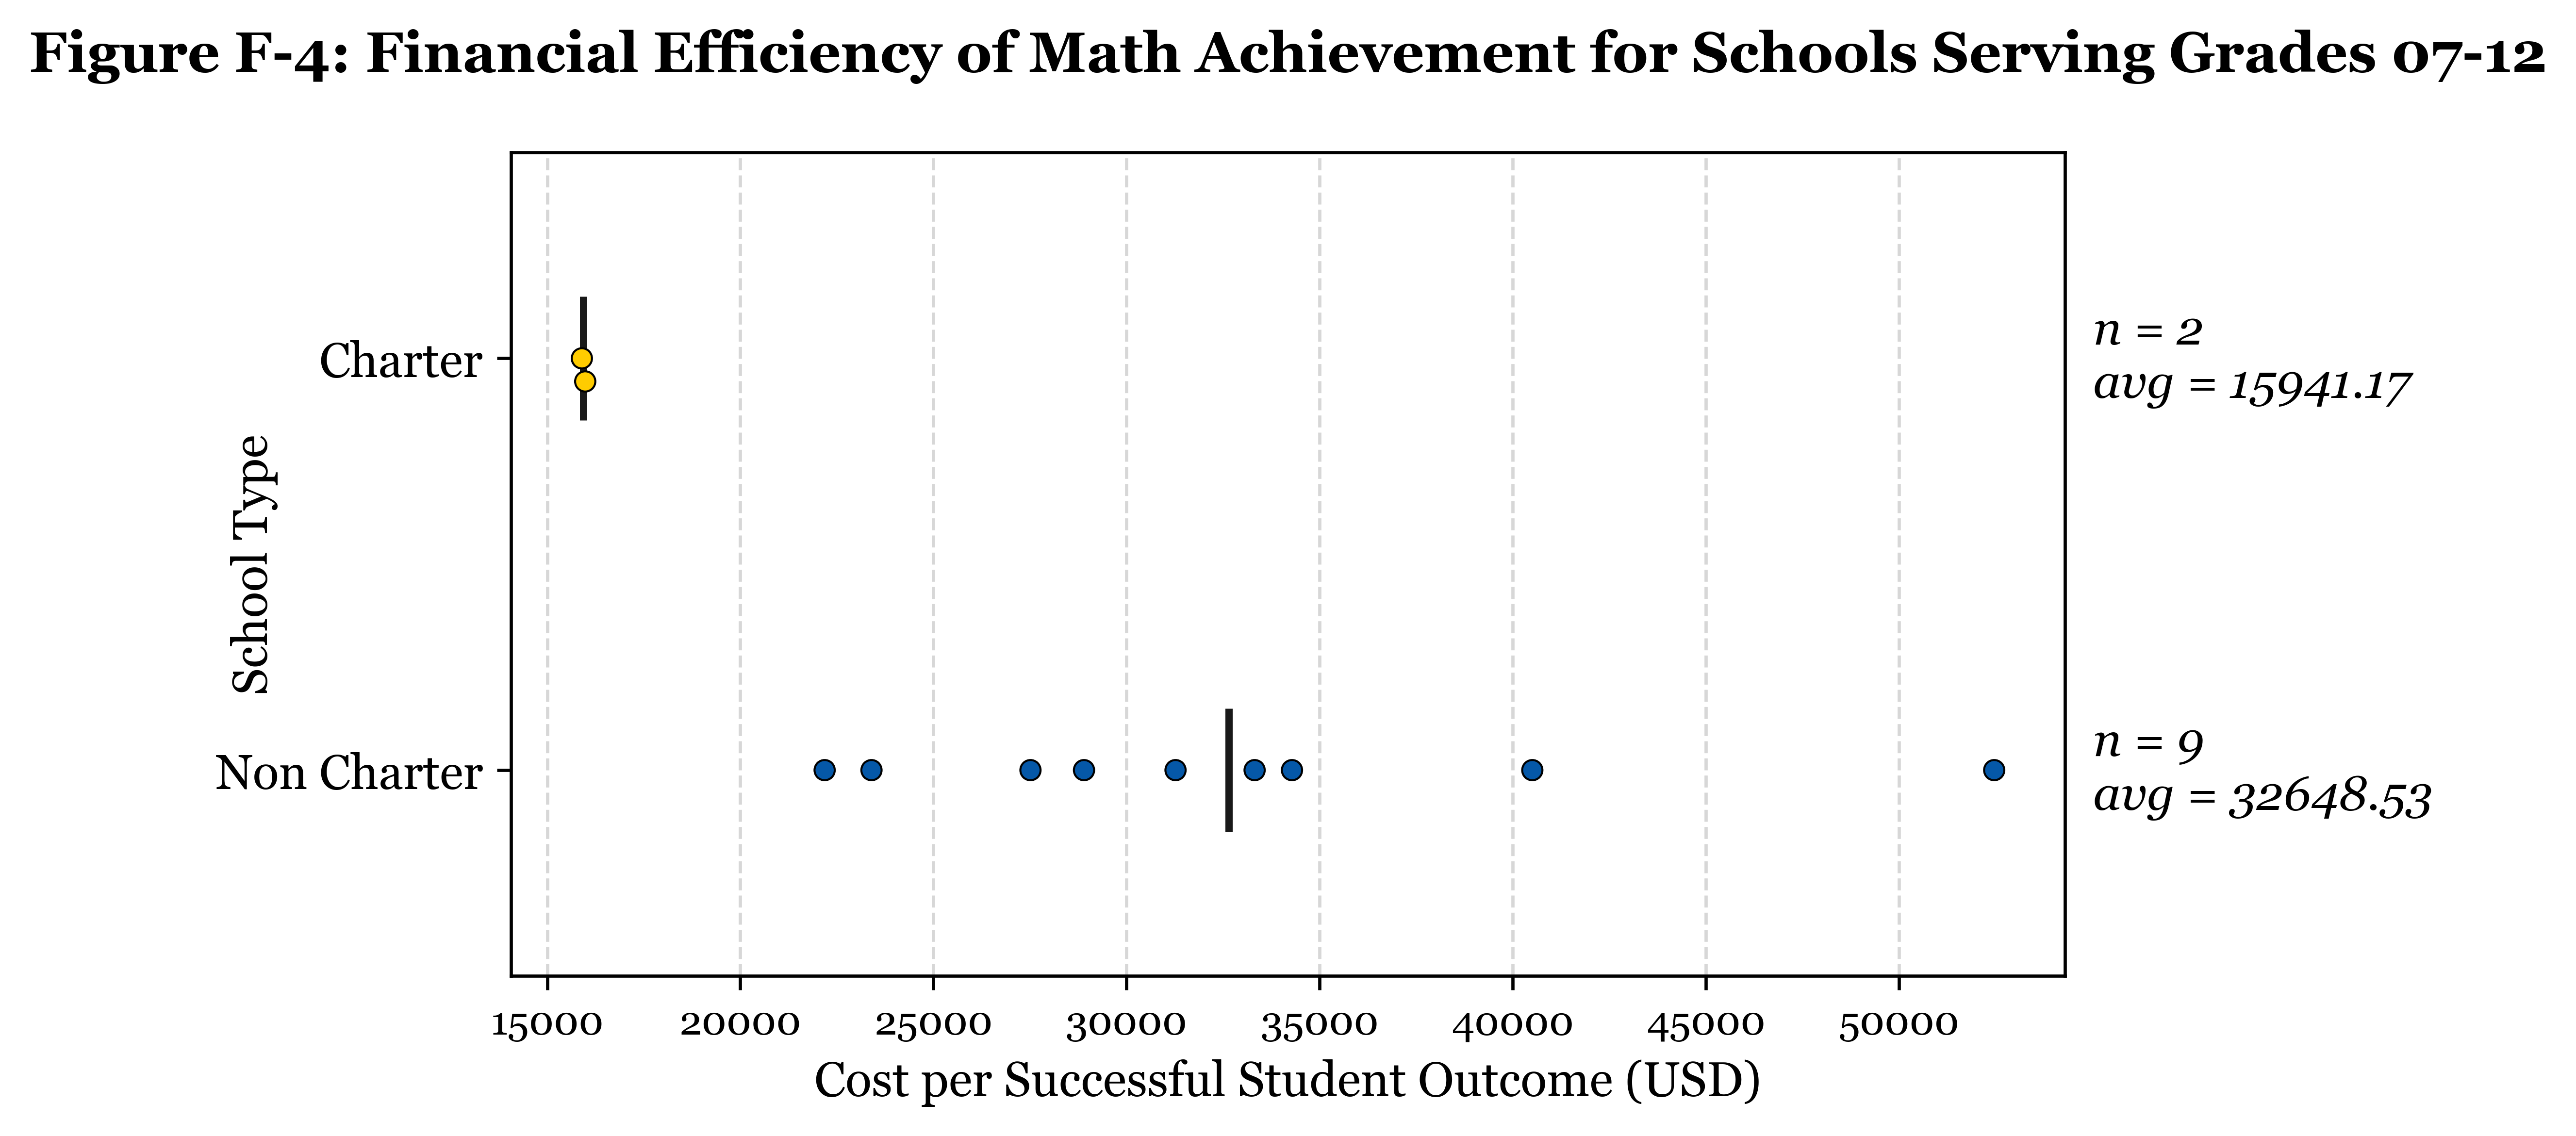 Figure F-4: Financial Efficiency of Math Achievement for Schools Serving Grades 07-12
Charter
n = 2
avg = 15941.17
School Type
Non Charter
n = 9
avg = 32648.53
15000 20000 25000 30000 35000 40000 45000 50000
Cost per Successful Student Outcome (USD)